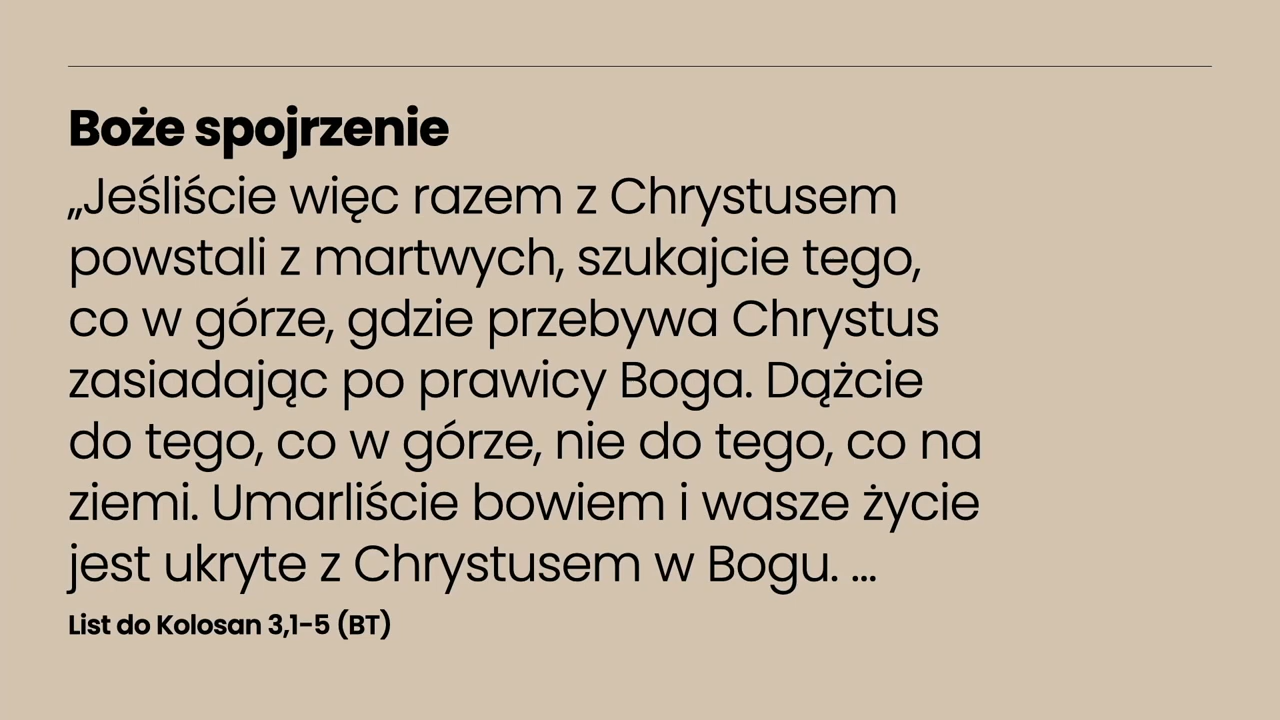 Boże spojrzenie
„Jeśliście więc razem z Chrystusem
powstali z martwych, szukajcie tego,
co w górze, gdzie przebywa Chrystus
zasiadając po prawicy Boga. Dążcie
do tego, co w górze, nie do tego, co na
ziemi. Umarliście bowiem i wasze życie
jest ukryte z Chrystusem w Bogu. ...
List do Kolosan 3,1-5 (BT)